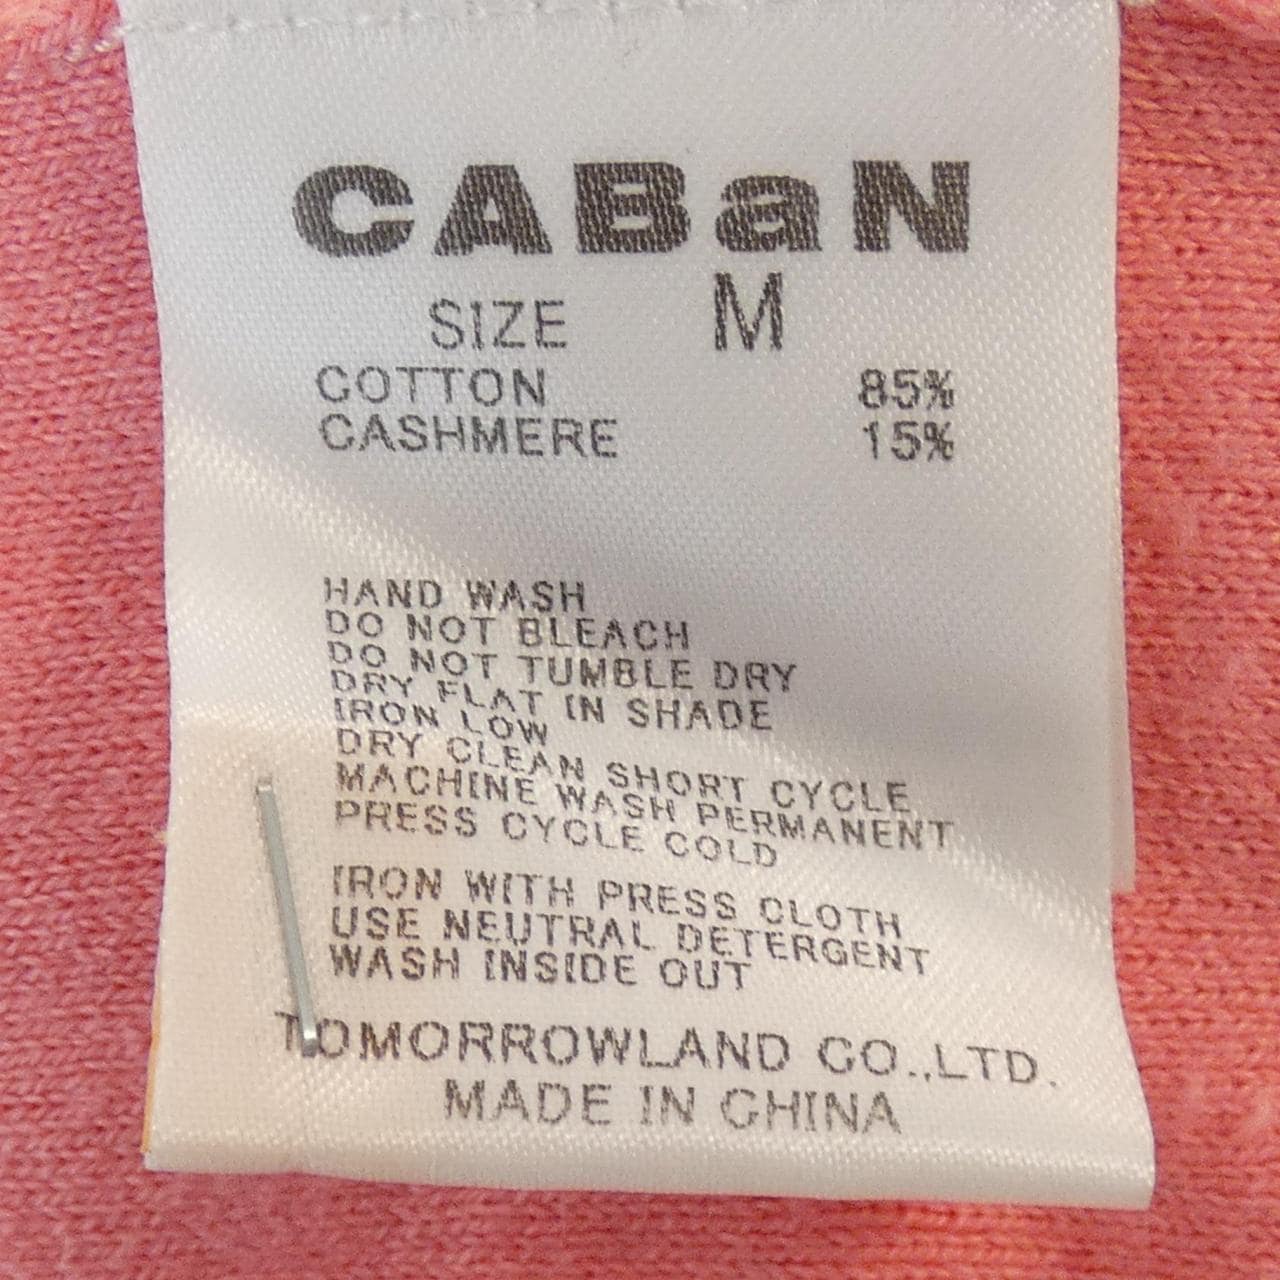 CABaN
SIZE M
COTTON 85%
CASHMERE 15%
HAND WASH
DO NOT BLEACH
DO NOT TUMBLE DRY
DRY FLAT IN SHADE
IRON LOW
DRY CLEAN SHORT CYCLE
MACHINE WASH PERMANENT
PRESS CYCLE COLD
IRON WITH PRESS CLOTH
USE NEUTRAL DETERGENT
WASH INSIDE OUT
TOMORROWLAND CO.,LTD.
MADE IN CHINA